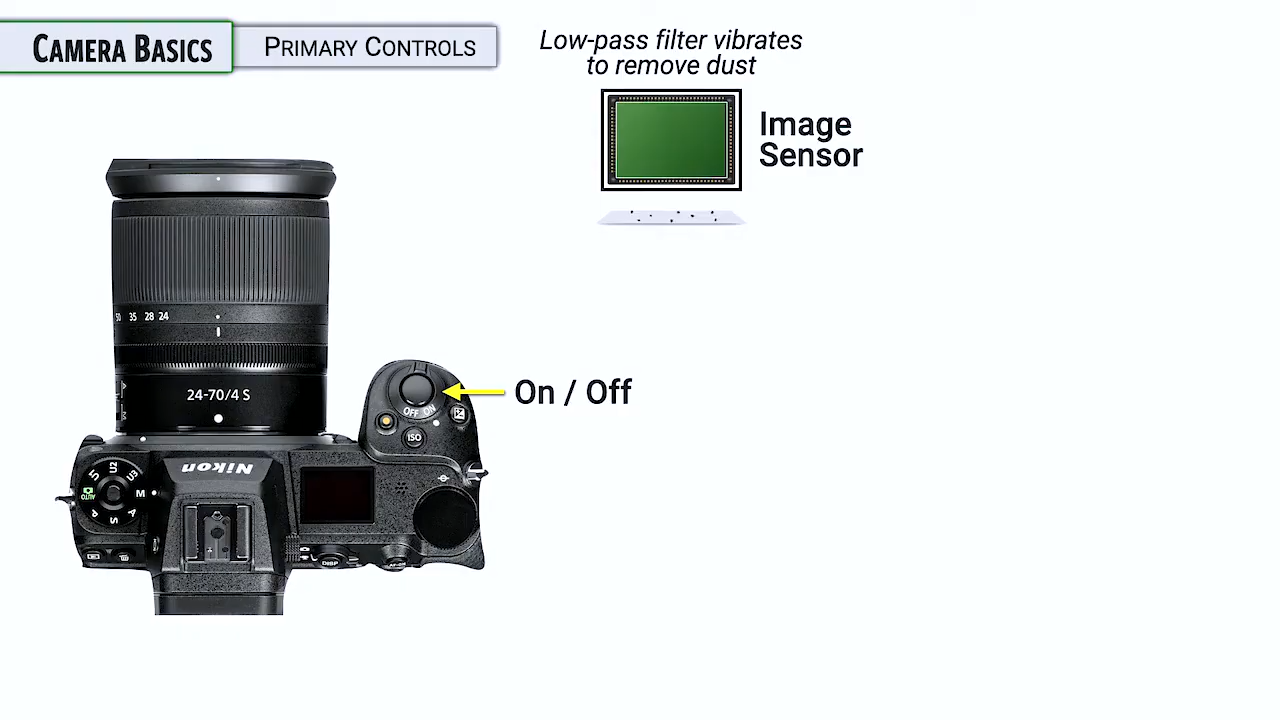 CAMERA BASICS
PRIMARY CONTROLS
Low-pass filter vibrates
to remove dust
Image
Sensor
50 35 28 24
24-70/4 S
On / Off
OFF ON
ISO
Nikon
U1 U2 U3
AUTO M
P S A
DISP